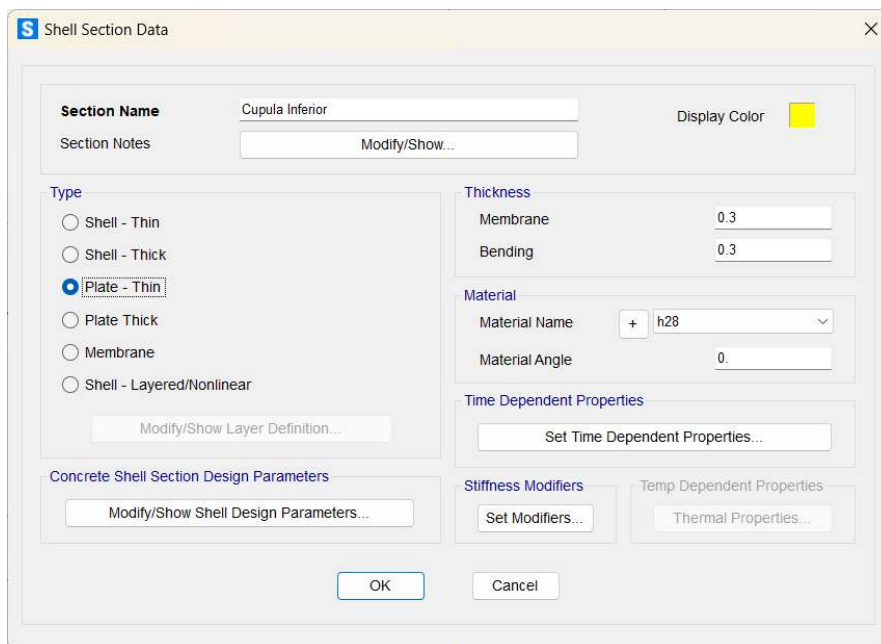 S Shell Section Data
Section Name Cupula Inferior Display Color
Section Notes Modify/Show...
Type
Shell - Thin
Shell - Thick
Plate - Thin
Plate Thick
Membrane
Shell - Layered/Nonlinear
Modify/Show Layer Definition...
Concrete Shell Section Design Parameters
Modify/Show Shell Design Parameters...
Thickness
Membrane 0.3
Bending 0.3
Material
Material Name + h28
Material Angle 0.
Time Dependent Properties
Set Time Dependent Properties...
Stiffness Modifiers
Set Modifiers...
Temp Dependent Properties
Thermal Properties...
OK Cancel